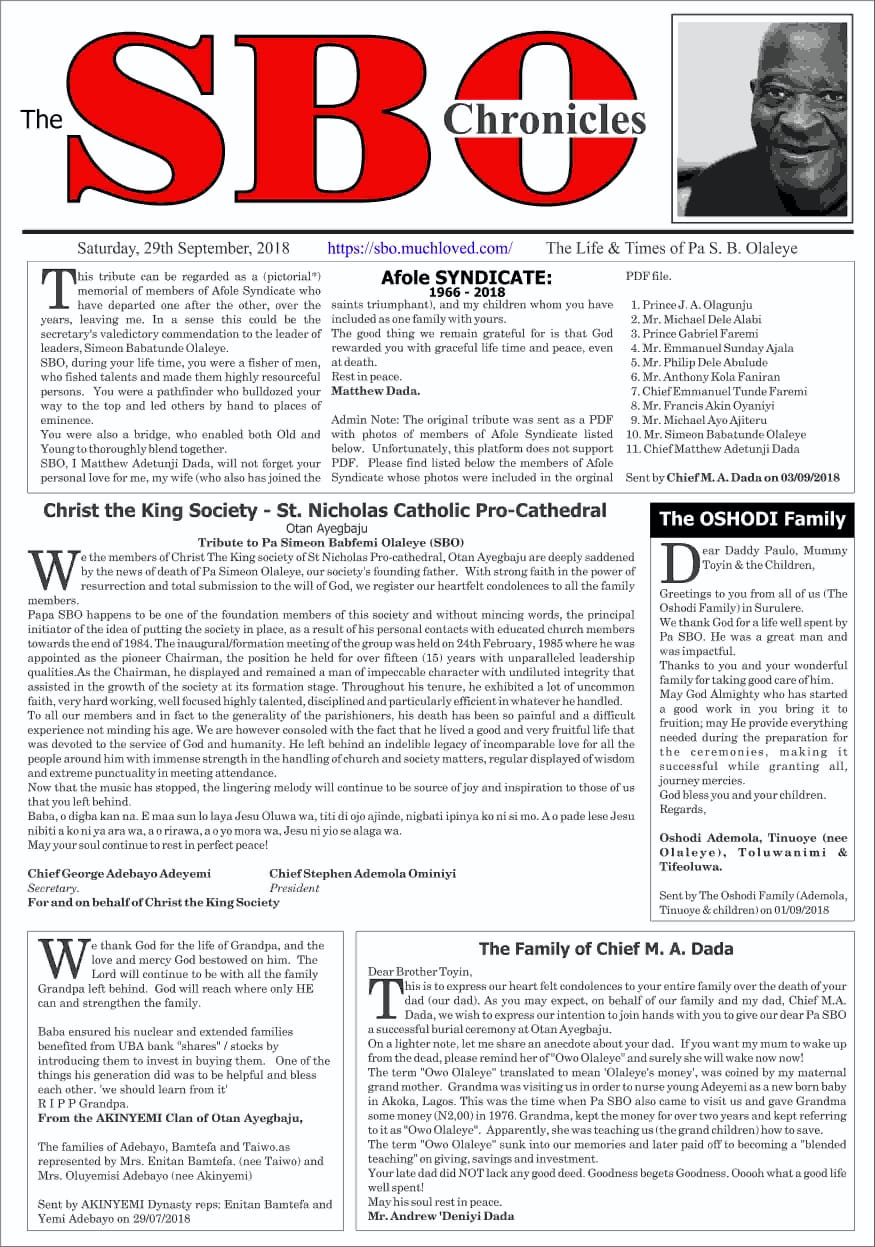 The SBO Chronicles
Saturday, 29th September, 2018 https://sbo.muchloved.com/ The Life & Times of Pa S. B. Olaleye
Afole SYNDICATE:
1966 - 2018
This tribute can be regarded as a (pictorial*)
memorial of members of Afole Syndicate who
have departed one after the other, over the
years, leaving me. In a sense this could be the
secretary's valedictory commendation to the leader of
leaders, Simeon Babatunde Olaleye.
SBO, during your life time, you were a fisher of men,
who fished talents and made them highly resourceful
persons. You were a pathfinder who bulldozed your
way to the top and led others by hand to places of
eminence.
You were also a bridge, who enabled both Old and
Young to thoroughly blend together.
SBO, I Matthew Adetunji Dada, will not forget your
personal love for me, my wife (who also has joined the
saints triumphant), and my children whom you have
included as one family with yours.
The good thing we remain grateful for is that God
rewarded you with graceful life time and peace, even
at death.
Rest in peace.
Matthew Dada.
Admin Note: The original tribute was sent as a PDF
with photos of members of Afole Syndicate listed
below. Unfortunately, this platform does not support
PDF. Please find listed below the members of Afole
Syndicate whose photos were included in the orginal
PDF file.
1. Prince J. A. Olagunju
2. Mr. Michael Dele Alabi
3. Prince Gabriel Faremi
4. Mr. Emmanuel Sunday Ajala
5. Mr. Philip Dele Abulude
6. Mr. Anthony Kola Faniran
7. Chief Emmanuel Tunde Faremi
8. Mr. Francis Akin Oyaniyi
9. Mr. Michael Ayo Ajiteru
10. Mr. Simeon Babatunde Olaleye
11. Chief Matthew Adetunji Dada
Sent by Chief M. A. Dada on 03/09/2018
Christ the King Society - St. Nicholas Catholic Pro-Cathedral
Otan Ayegbaju
Tribute to Pa Simeon Babfemi Olaleye (SBO)
We the members of Christ The King society of St Nicholas Pro-cathedral, Otan Ayegbaju are deeply saddened
by the news of death of Pa Simeon Olaleye, our society's founding father. With strong faith in the power of
resurrection and total submission to the will of God, we register our heartfelt condolences to all the family
members.
Papa SBO happens to be one of the foundation members of this society and without mincing words, the principal
initiator of the idea of putting the society in place, as a result of his personal contacts with educated church members
towards the end of 1984. The inaugural/formation meeting of the group was held on 24th February, 1985 where he was
appointed as the pioneer Chairman, the position he held for over fifteen (15) years with unparalleled leadership
qualities.As the Chairman, he displayed and remained a man of impeccable character with undiluted integrity that
assisted in the growth of the society at its formation stage. Throughout his tenure, he exhibited a lot of uncommon
faith, very hard working, well focused highly talented, disciplined and particularly efficient in whatever he handled.
To all our members and in fact to the generality of the parishioners, his death has been so painful and a difficult
experience not minding his age. We are however consoled with the fact that he lived a good and very fruitful life that
was devoted to the service of God and humanity. He left behind an indelible legacy of incomparable love for all the
people around him with immense strength in the handling of church and society matters, regular displayed of wisdom
and extreme punctuality in meeting attendance.
Now that the music has stopped, the lingering melody will continue to be source of joy and inspiration to those of us
that you left behind.
Baba, o digba kan na. E maa sun lo laya Jesu Oluwa wa, titi di ojo ajinde, nigbati ipinya ko ni si mo. A o pade lese Jesu
nibiti a ko ni ya ara wa, a o rirawa, a o yo mora wa, Jesu ni yio se alaga wa.
May your soul continue to rest in perfect peace!
Chief George Adebayo Adeyemi Chief Stephen Ademola Ominiyi
Secretary. President
For and on behalf of Christ the King Society
The OSHODI Family
Dear Daddy Paulo, Mummy
Toyin & the Children,
Greetings to you from all of us (The
Oshodi Family) in Surulere.
We thank God for a life well spent by
Pa SBO. He was a great man and
was impactful.
Thanks to you and your wonderful
family for taking good care of him.
May God Almighty who has started
a good work in you bring it to
fruition; may He provide everything
needed during the preparation for
the ceremonies, making it
successful while granting all,
journey mercies.
God bless you and your children.
Regards,
Oshodi Ademola, Tinuoye (nee
Olaleye), Toluwanimi &
Tifeoluwa.
Sent by The Oshodi Family (Ademola,
Tinuoye & children) on 01/09/2018
We thank God for the life of Grandpa, and the
love and mercy God bestowed on him. The
Lord will continue to be with all the family
Grandpa left behind. God will reach where only HE
can and strengthen the family.
Baba ensured his nuclear and extended families
benefited from UBA bank "shares" / stocks by
introducing them to invest in buying them. One of the
things his generation did was to be helpful and bless
each other. 'we should learn from it'
R I P P Grandpa.
From the AKINYEMI Clan of Otan Ayegbaju,
The families of Adebayo, Bamtefa and Taiwo.as
represented by Mrs. Enitan Bamtefa. (nee Taiwo) and
Mrs. Oluyemisi Adebayo (nee Akinyemi)
Sent by AKINYEMI Dynasty reps: Enitan Bamtefa and
Yemi Adebayo on 29/07/2018
The Family of Chief M. A. Dada
Dear Brother Toyin,
This is to express our heart felt condolences to your entire family over the death of your
dad (our dad). As you may expect, on behalf of our family and my dad, Chief M.A.
Dada, we wish to express our intention to join hands with you to give our dear Pa SBO
a successful burial ceremony at Otan Ayegbaju.
On a lighter note, let me share an anecdote about your dad. If you want my mum to wake up
from the dead, please remind her of "Owo Olaleye" and surely she will wake now now!
The term "Owo Olaleye" translated to mean 'Olaleye's money', was coined by my maternal
grand mother. Grandma was visiting us in order to nurse young Adeyemi as a new born baby
in Akoka, Lagos. This was the time when Pa SBO also came to visit us and gave Grandma
some money (N2,00) in 1976. Grandma, kept the money for over two years and kept referring
to it as "Owo Olaleye". Apparently, she was teaching us (the grand children) how to save.
The term "Owo Olaleye" sunk into our memories and later paid off to becoming a "blended
teaching" on giving, savings and investment.
Your late dad did NOT lack any good deed. Goodness begets Goodness. Ooooh what a good life
well spent!
May his soul rest in peace.
Mr. Andrew 'Deniyi Dada